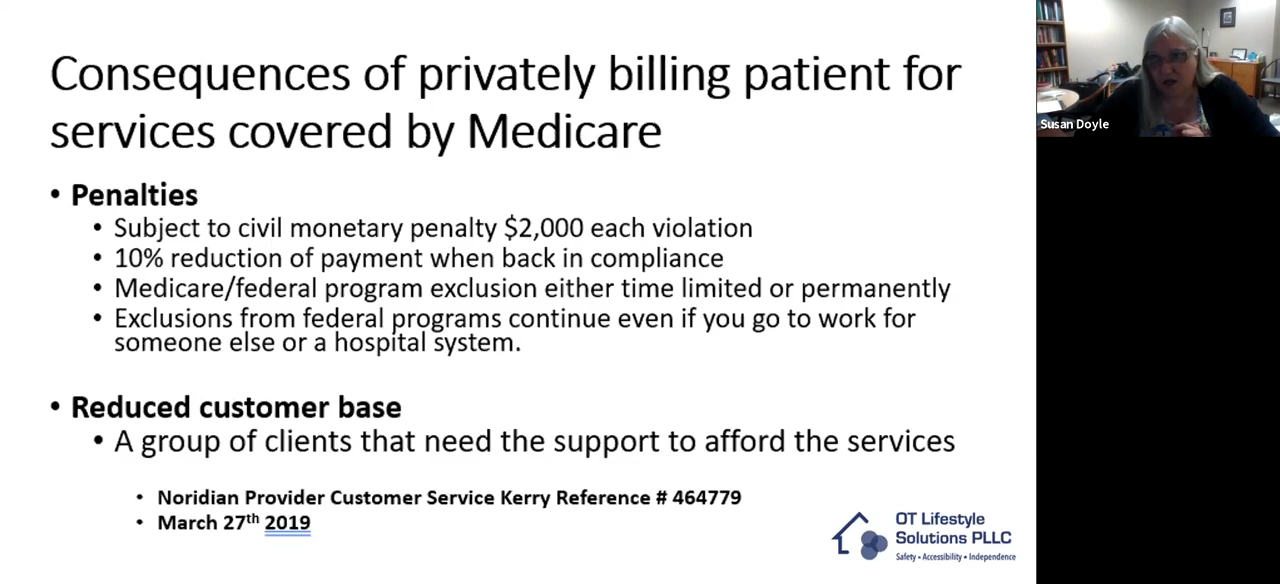 Consequences of privately billing patient for
services covered by Medicare
• Penalties
• Subject to civil monetary penalty $2,000 each violation
• 10% reduction of payment when back in compliance
• Medicare/federal program exclusion either time limited or permanently
• Exclusions from federal programs continue even if you go to work for
someone else or a hospital system.
• Reduced customer base
• A group of clients that need the support to afford the services
• Noridian Provider Customer Service Kerry Reference # 464779
• March 27th 2019
OT Lifestyle
Solutions PLLC
Safety • Accessibility • Independence
Susan Doyle